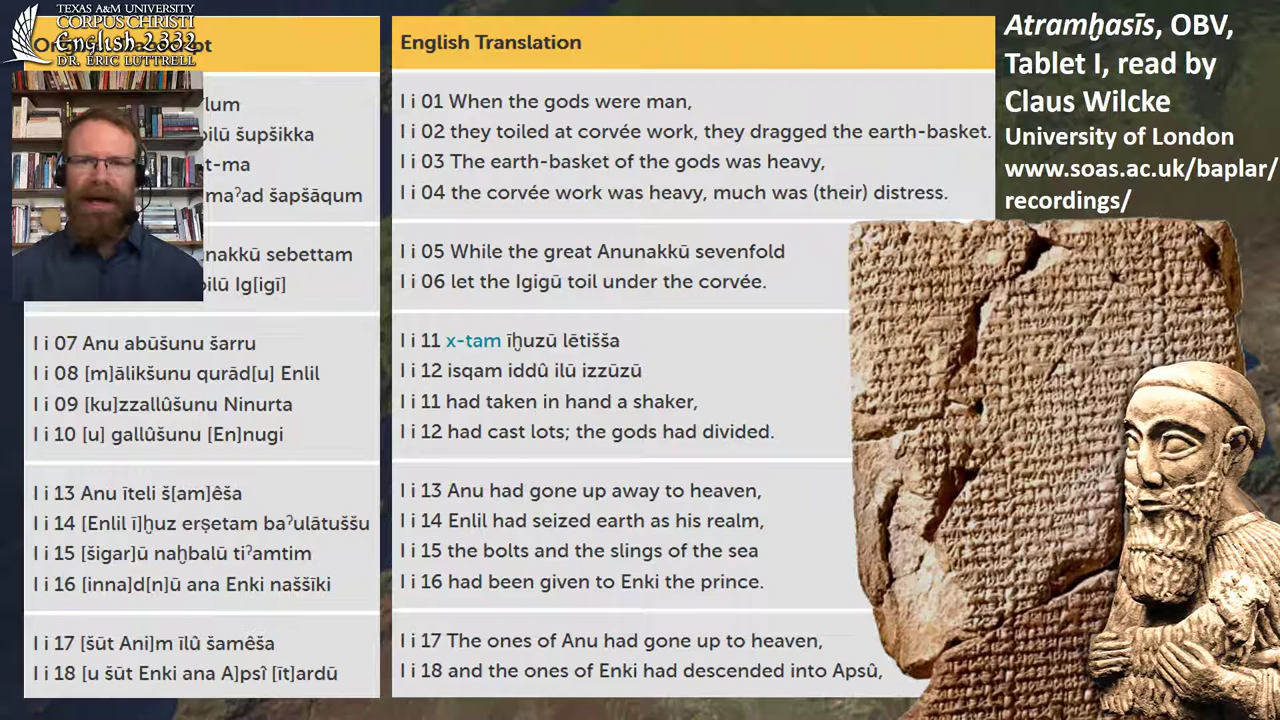 TEXAS A&M UNIVERSITY
CORPUS CHRISTI
English 2332
DR. ERIC LUTTRELL
English Translation
Atramḫasīs, OBV,
Tablet I, read by
Claus Wilcke
University of London
www.soas.ac.uk/baplar/
recordings/
šupšikka
t-ma
maʾad šapšāqum
sebettam
Ig[igī]
I i 01 When the gods were man,
I i 02 they toiled at corvée work, they dragged the earth-basket.
I i 03 The earth-basket of the gods was heavy,
I i 04 the corvée work was heavy, much was (their) distress.
I i 05 While the great Anunakkū sevenfold
I i 06 let the Igigū toil under the corvée.
I i 07 Anu abūšunu šarru
I i 08 [m]ālikšunu qurād[u] Enlil
I i 09 [ku]zzallûšunu Ninurta
I i 10 [u] gallûšunu [En]nugi
I i 11 x-tam īḫuzū lētišša
I i 12 isqam iddû ilū izzūzū
I i 11 had taken in hand a shaker,
I i 12 had cast lots; the gods had divided.
I i 13 Anu īteli š[am]êša
I i 14 [Enlil ī]ḫuz erṣetam baʾulātuššu
I i 15 [šigar]ū naḫbalū tiʾamtim
I i 16 [inna]d[n]ū ana Enki naššīki
I i 13 Anu had gone up away to heaven,
I i 14 Enlil had seized earth as his realm,
I i 15 the bolts and the slings of the sea
I i 16 had been given to Enki the prince.
I i 17 [šūt Ani]m īlû šamêša
I i 18 [u šūt Enki ana A]psî [īt]ardū
I i 17 The ones of Anu had gone up to heaven,
I i 18 and the ones of Enki had descended into Apsû,